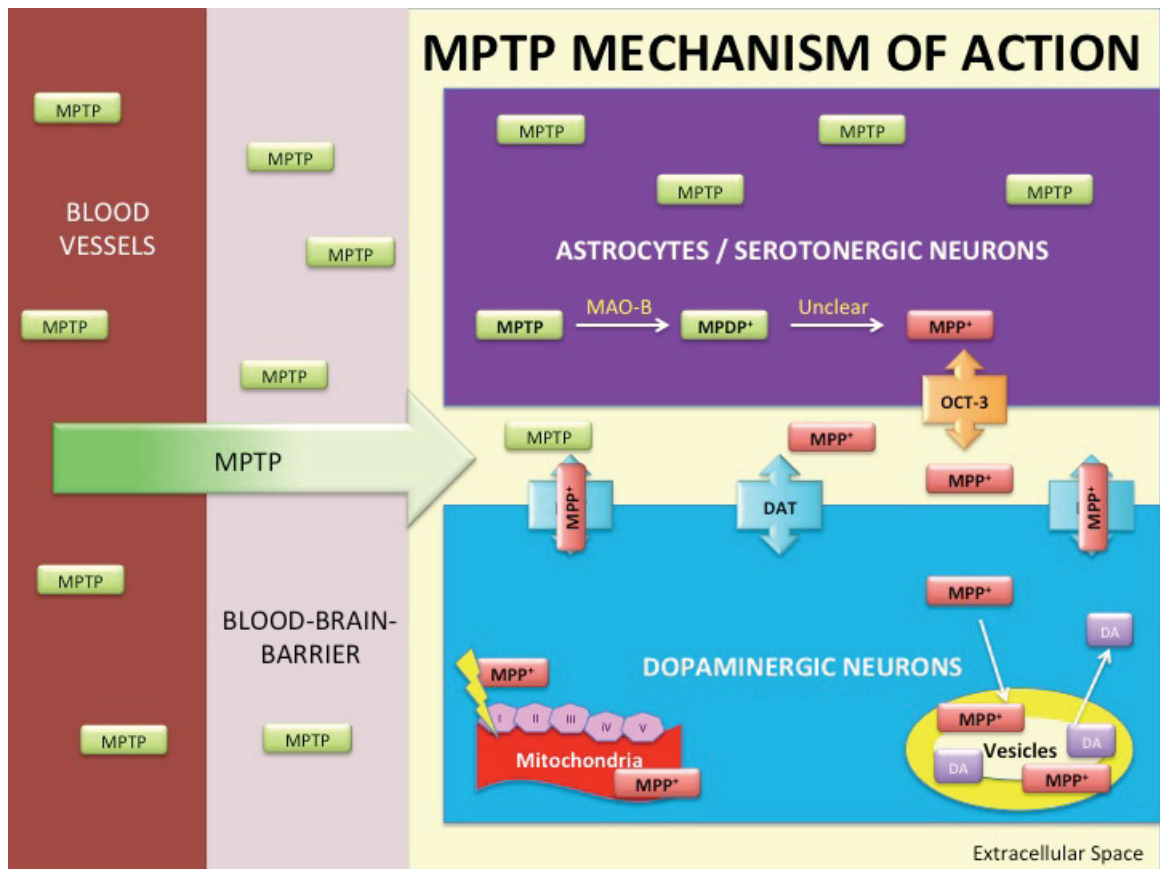 MPTP MECHANISM OF ACTION
MPTP
BLOOD
VESSELS
MPTP
MPTP
MPTP
MPTP
MPTP
MPTP
MPTP
MPTP
MPTP
BLOOD-BRAIN-
BARRIER
MPTP
MPTP
MPTP
MPTP
MPTP
ASTROCYTES / SEROTONERGIC NEURONS
MPTP MAO-B MPDP⁺ Unclear MPP⁺
OCT-3
MPTP
MPP⁺
MPP⁺
MPP⁺
DAT
MPP⁺
MPP⁺
DA
DOPAMINERGIC NEURONS
MPP⁺
I II III IV V
Mitochondria
MPP⁺
MPP⁺
Vesicles
DA
DA
MPP⁺
Extracellular Space